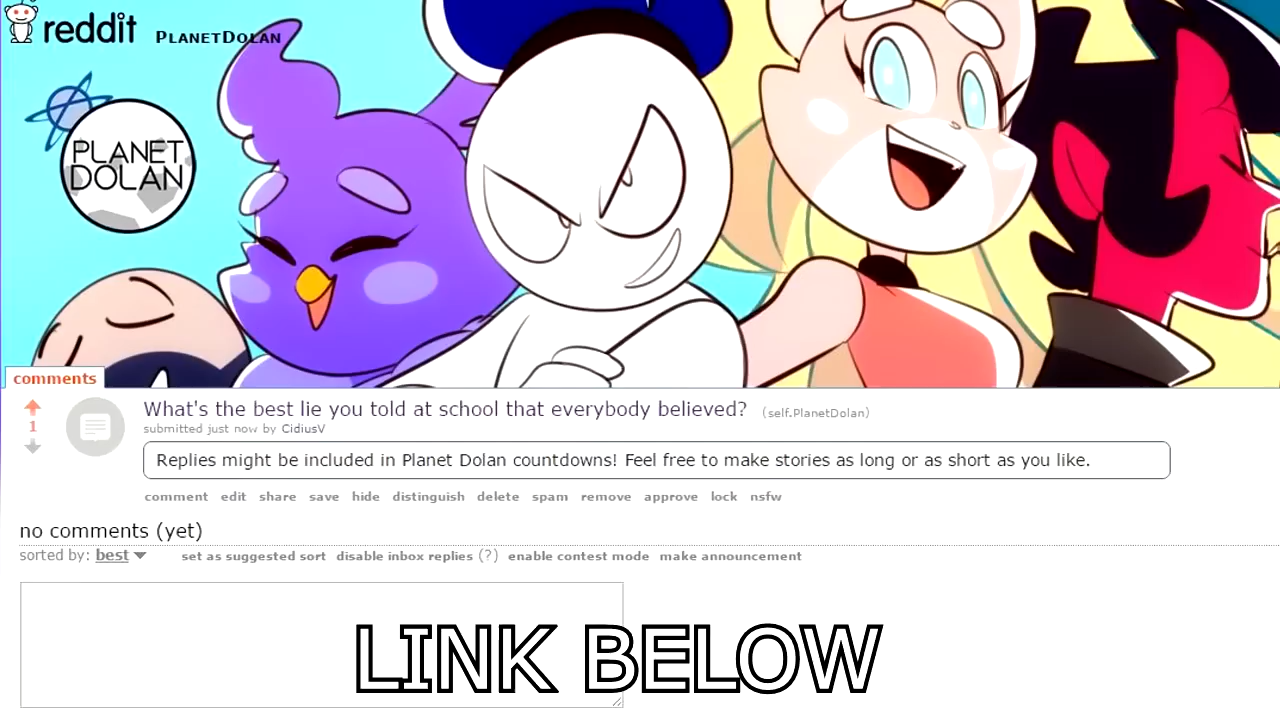 reddit PLANETDOLAN
PLANET
DOLAN
comments
What's the best lie you told at school that everybody believed? (self.PlanetDolan)
1
submitted just now by CidiusV
Replies might be included in Planet Dolan countdowns! Feel free to make stories as long or as short as you like.
comment edit share save hide distinguish delete spam remove approve lock nsfw
no comments (yet)
sorted by: best set as suggested sort disable inbox replies (?) enable contest mode make announcement
LINK BELOW